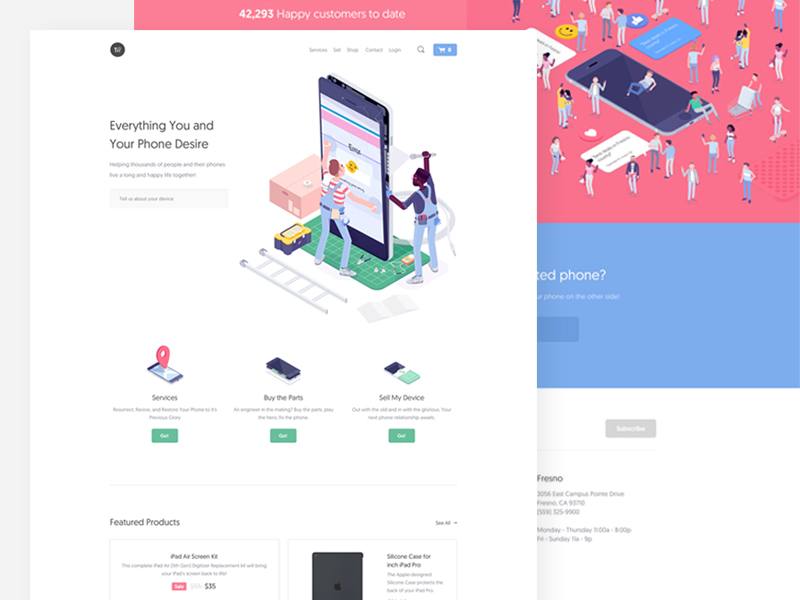 42,293 Happy customers to date
Services Sell Shop Contact Login
Everything You and
Your Phone Desire
Helping thousands of people and their phones
live a long and happy life together!
Tell us about your device
Services
Resurrect, Revive, and Restore Your Phone to It's
Previous Glory
Go!
Buy the Parts
An engineer in the making? Buy the parts, play
the hero, fix the phone.
Go!
Sell My Device
Out with the old and in with the glorious. Your
next phone relationship awaits.
Go!
Featured Products
See All
iPad Air Screen Kit
This complete iPad Air (5th Gen) Digitizer Replacement kit will bring
your iPad's screen back to life!
Sale $35
Silicone Case for
inch iPad Pro
The Apple-designed
Silicone Case protects the
back of your iPad Pro.
ted phone?
ur phone on the other side!
Subscribe
Fresno
3056 East Campus Pointe Drive
Fresno, CA 93710
(559) 325-9900
Monday - Thursday 11:00a - 8:00p
Fri - Sunday 11a - 9p